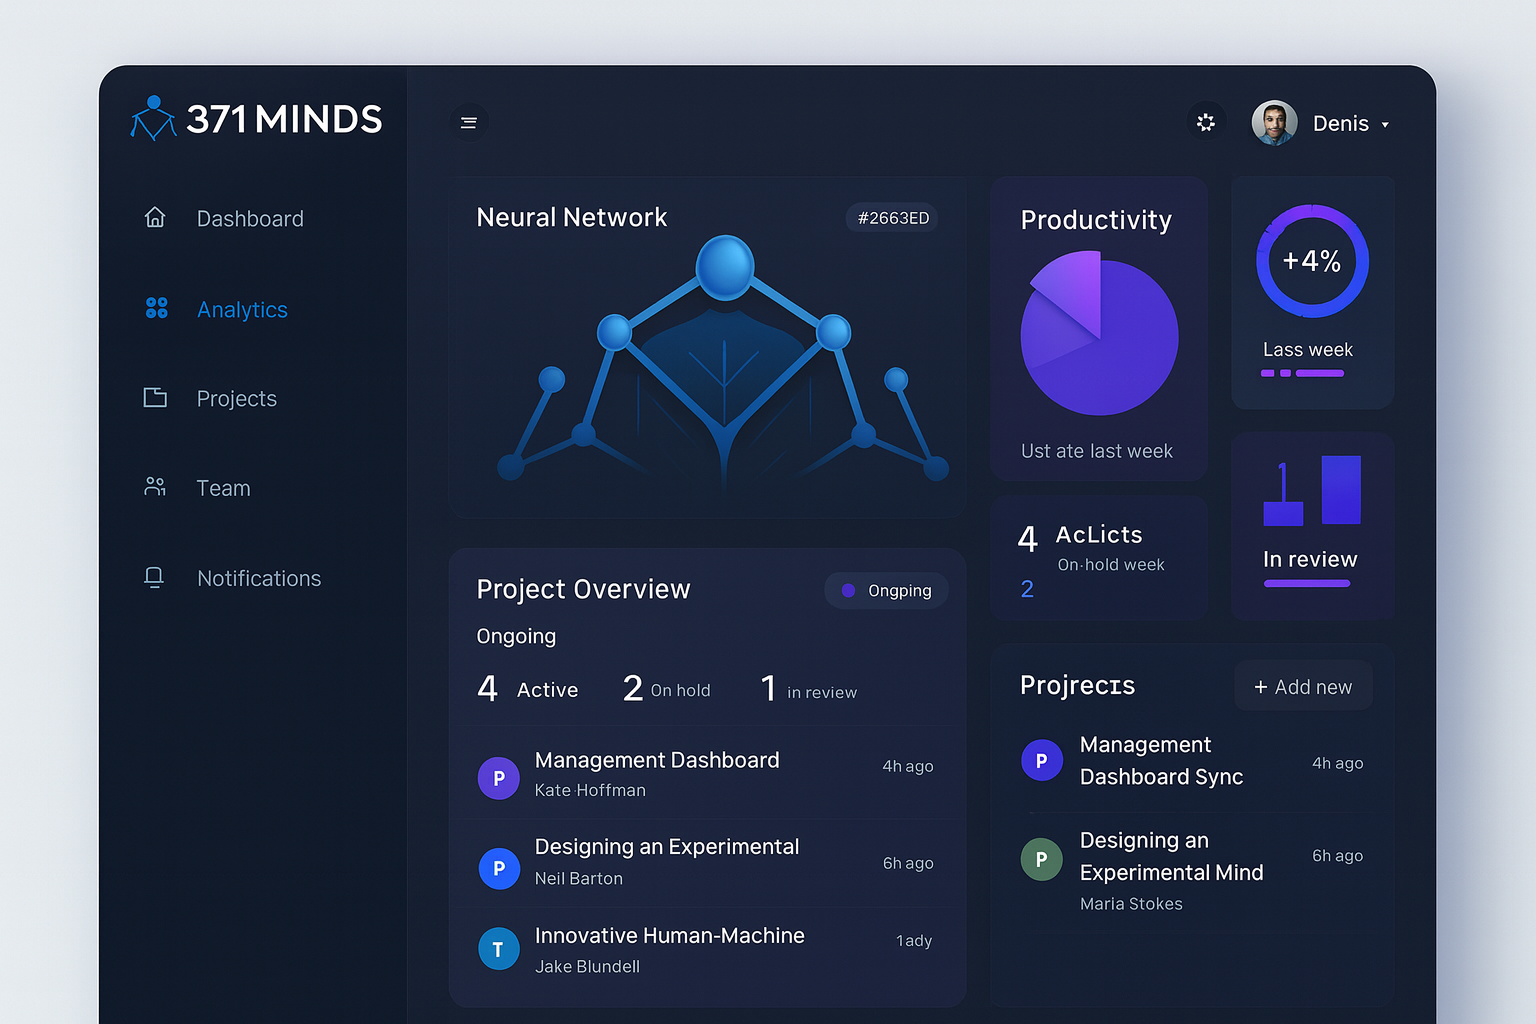 371 MINDS
Dashboard
Analytics
Projects
Team
Notifications
Denis
Neural Network
#2663ED
Productivity
Ust ate last week
+4%
Lass week
4 AcLicts
On-hold week
2
1
In review
Project Overview
Ongping
Ongoing
4 Active 2 On hold 1 in review
P
Management Dashboard
Kate Hoffman
4h ago
P
Designing an Experimental
Neil Barton
6h ago
T
Innovative Human-Machine
Jake Blundell
1ady
Projrecɪs
+ Add new
P
Management
Dashboard Sync
4h ago
P
Designing an
Experimental Mind
Maria Stokes
6h ago